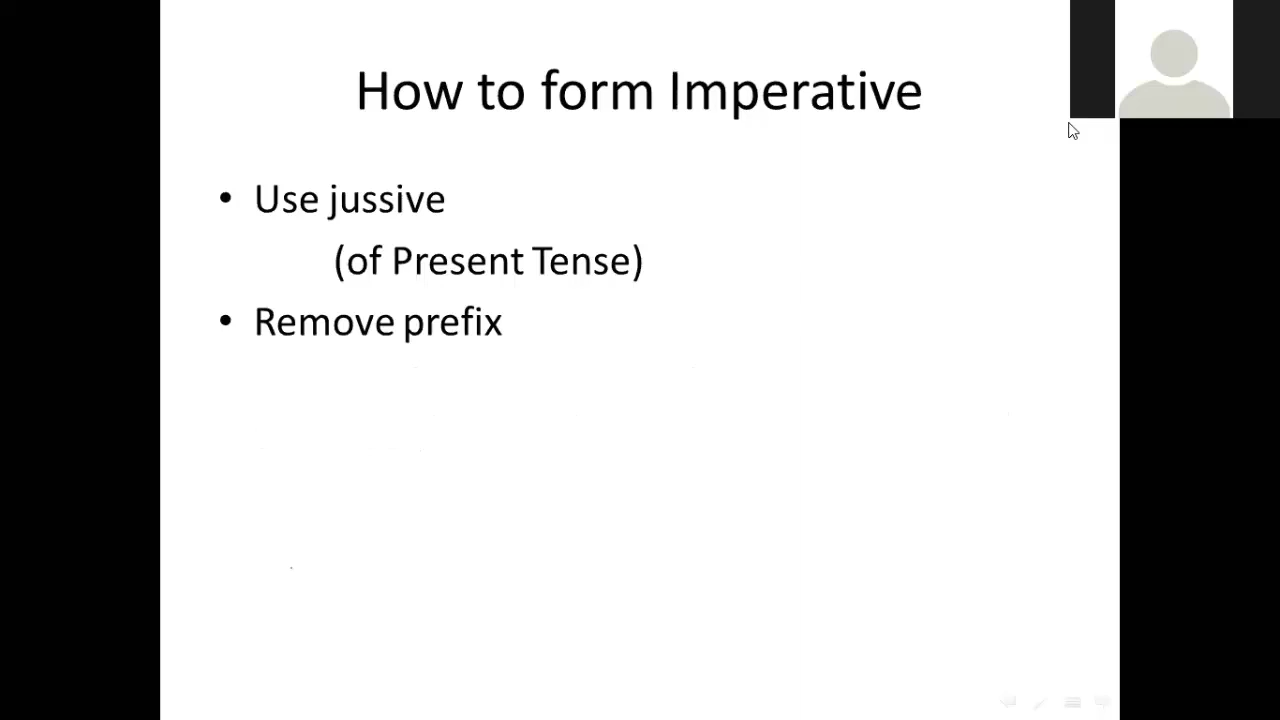 How to form Imperative
• Use jussive
(of Present Tense)
• Remove prefix